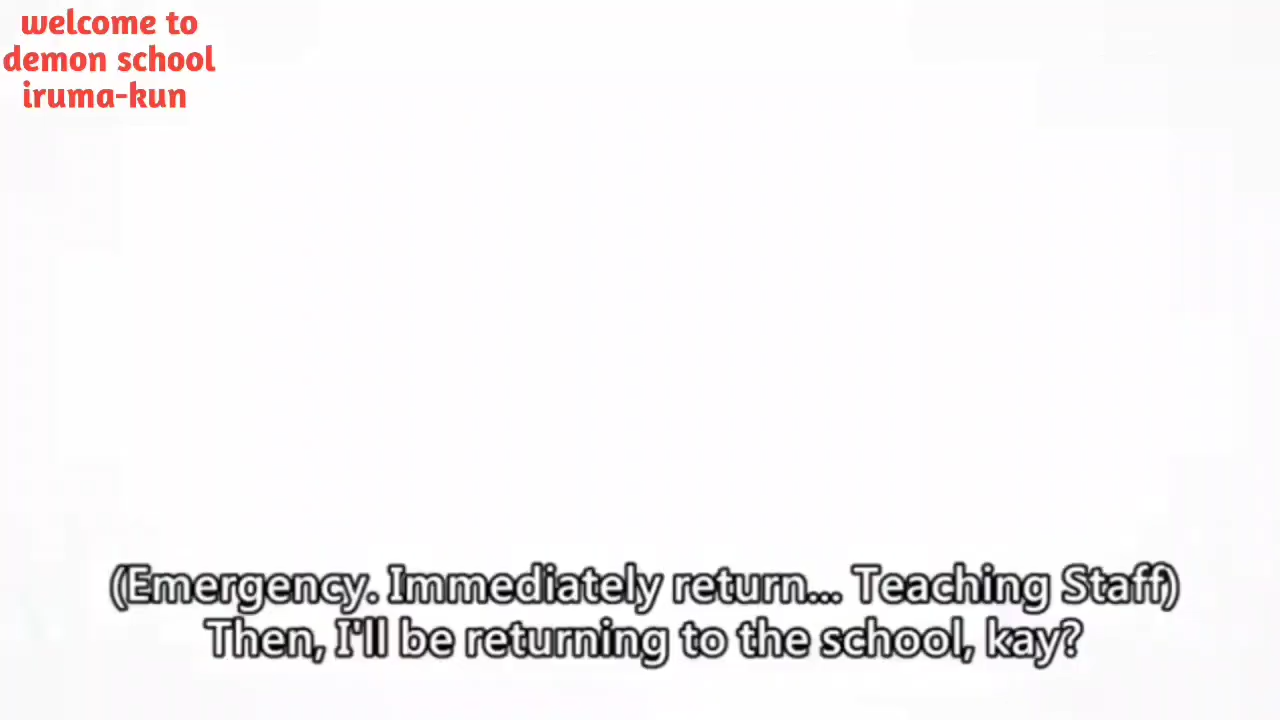 welcome to
demon school
iruma-kun
(Emergency. Immediately return... Teaching Staff)
Then, I'll be returning to the school, kay?